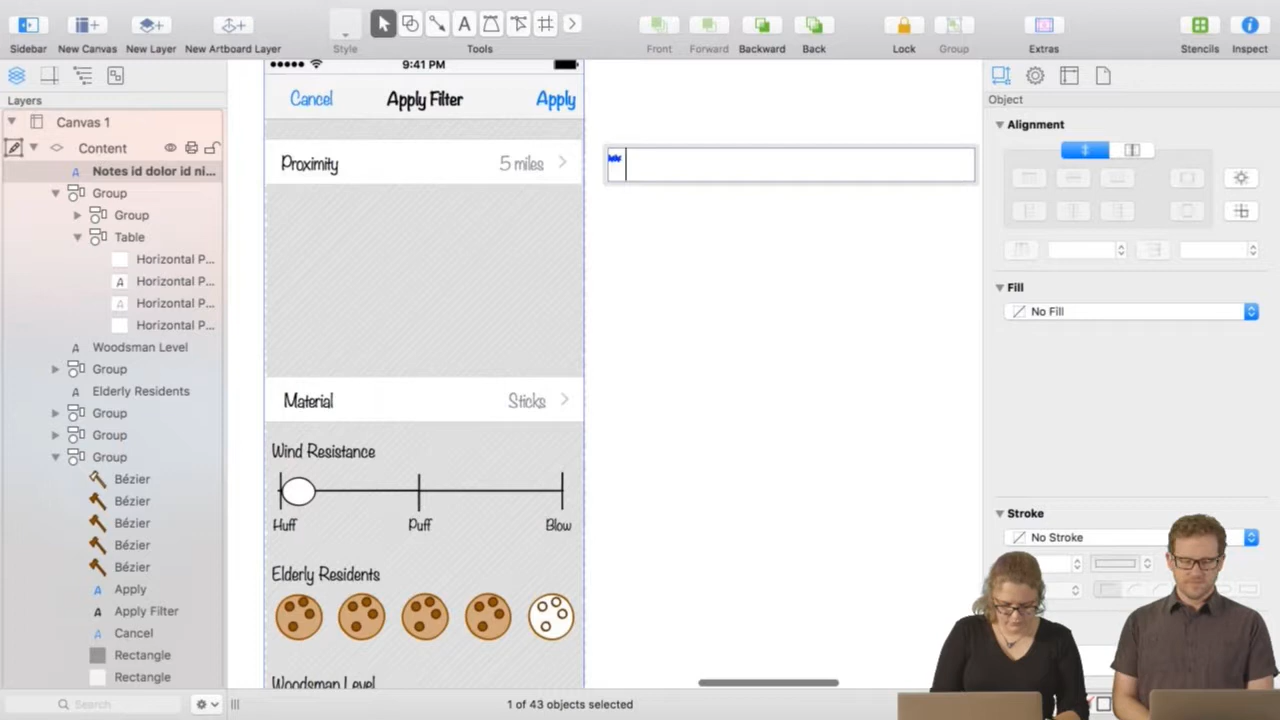 Sidebar New Canvas New Layer New Artboard Layer Style Tools Front Forward Backward Back Lock Group Extras Stencils Inspect
Layers
Canvas 1
Content
Notes id dolor id ni...
Group
Group
Table
Horizontal P...
Horizontal P...
Horizontal P...
Horizontal P...
Woodsman Level
Group
Elderly Residents
Group
Group
Group
Bézier
Bézier
Bézier
Bézier
Bézier
Apply
Apply Filter
Cancel
Rectangle
Rectangle
Search
9:41 PM
Cancel Apply Filter Apply
Proximity 5 miles
Material Sticks
Wind Resistance
Huff Puff Blow
Elderly Residents
Woodsman Level
1 of 43 objects selected
Object
Alignment
Fill
No Fill
Stroke
No Stroke